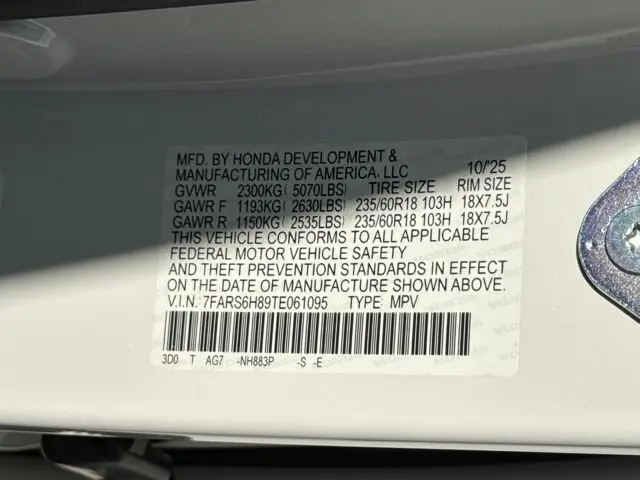 MFD. BY HONDA DEVELOPMENT &
MANUFACTURING OF AMERICA, LLC 10/'25
GVWR 2300KG ( 5070LBS) TIRE SIZE RIM SIZE
GAWR F 1193KG ( 2630LBS) 235/60R18 103H 18X7.5J
GAWR R 1150KG ( 2535LBS) 235/60R18 103H 18X7.5J
THIS VEHICLE CONFORMS TO ALL APPLICABLE
FEDERAL MOTOR VEHICLE SAFETY
AND THEFT PREVENTION STANDARDS IN EFFECT
ON THE DATE OF MANUFACTURE SHOWN ABOVE.
V.I.N. 7FARS6H89TE061095 TYPE: MPV
3D0 T AG7 -NH883P -S -E